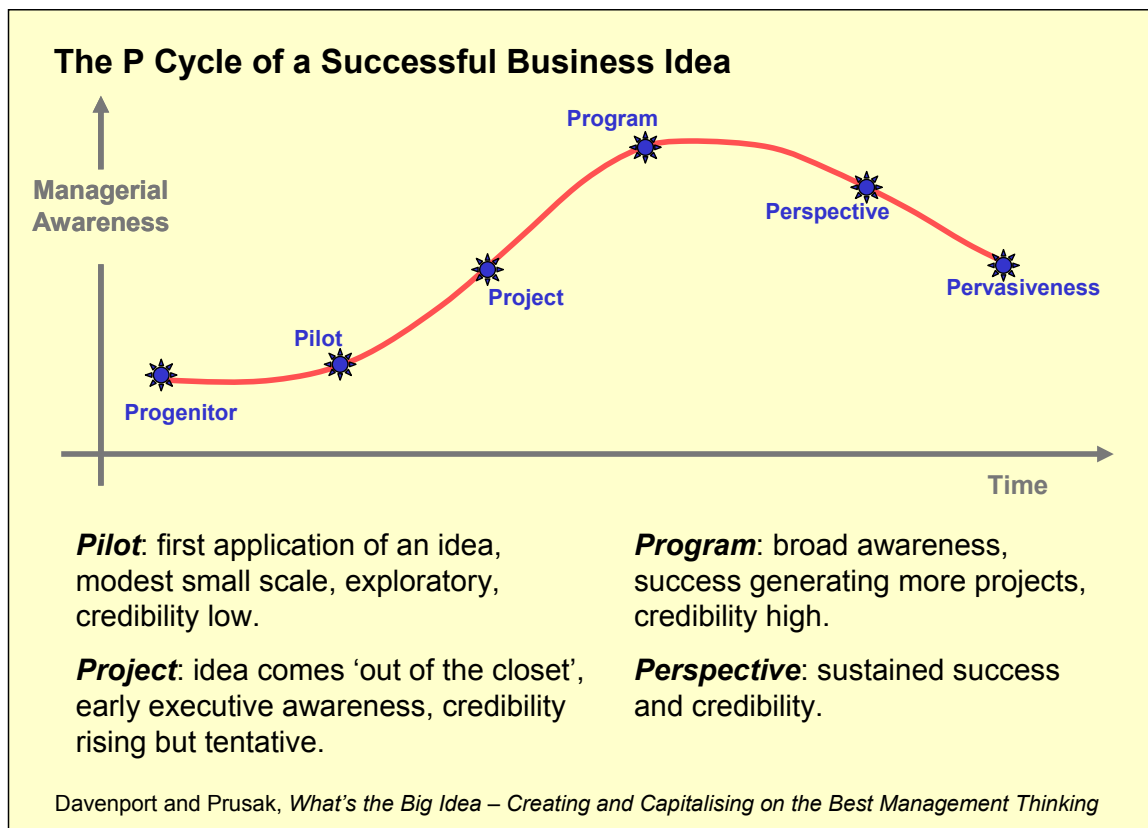 The P Cycle of a Successful Business Idea
Managerial
Awareness
Program
Perspective
Pervasiveness
Project
Pilot
Progenitor
Time
Pilot: first application of an idea,
modest small scale, exploratory,
credibility low.
Project: idea comes ‘out of the closet’,
early executive awareness, credibility
rising but tentative.
Program: broad awareness,
success generating more projects,
credibility high.
Perspective: sustained success
and credibility.
Davenport and Prusak, What’s the Big Idea – Creating and Capitalising on the Best Management Thinking